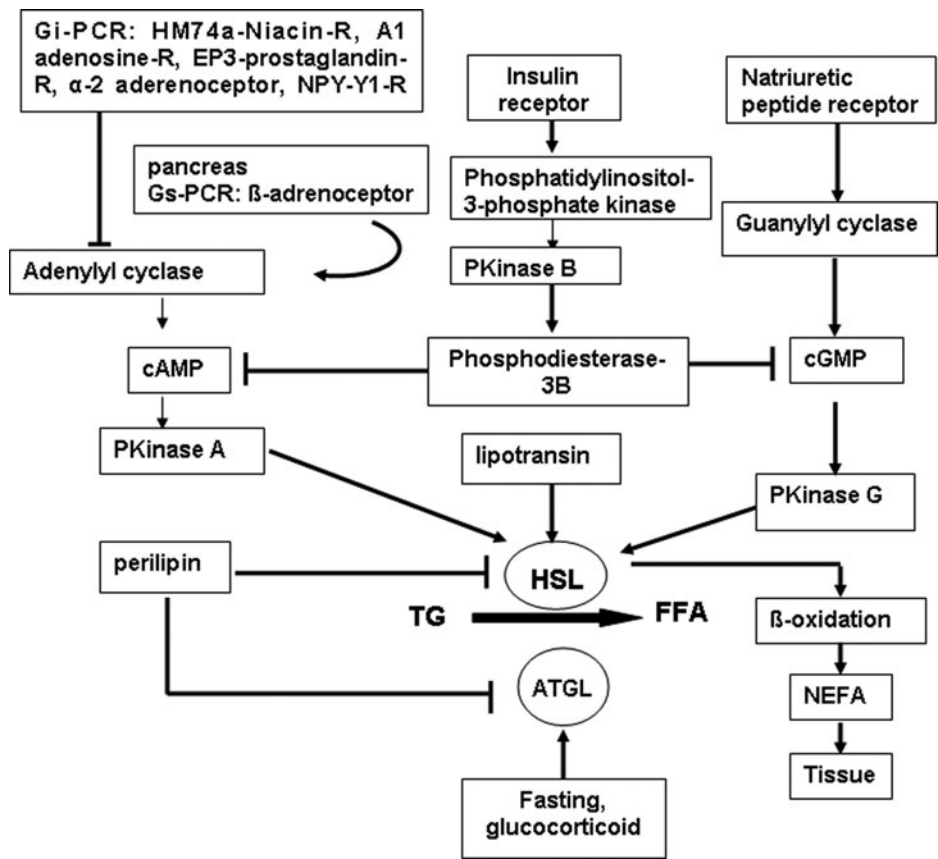 Gi-PCR: HM74a-Niacin-R, A1
adenosine-R, EP3-prostaglandin-
R, α-2 aderenoceptor, NPY-Y1-R
Insulin
receptor
Natriuretic
peptide receptor
pancreas
Gs-PCR: ß-adrenoceptor
Phosphatidylinositol-
3-phosphate kinase
Guanylyl cyclase
Adenylyl cyclase
PKinase B
cAMP
Phosphodiesterase-
3B
cGMP
PKinase A
lipotransin
PKinase G
perilipin
HSL
TG
FFA
ß-oxidation
ATGL
NEFA
Tissue
Fasting,
glucocorticoid